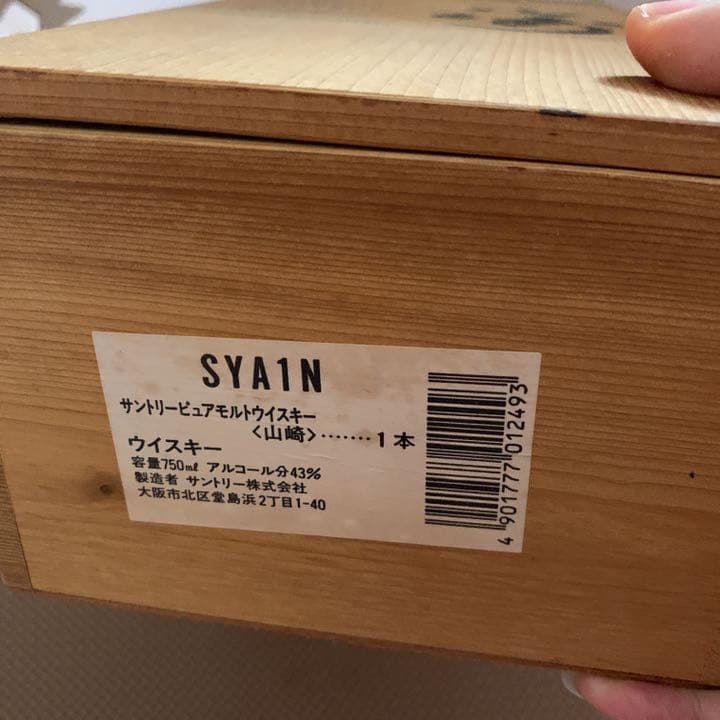 SYA1N
サントリーピュアモルトウイスキー
〈山崎〉‥‥‥‥1本
ウイスキー
容量750ml アルコール分43%
製造者 サントリー株式会社
大阪市北区堂島浜2丁目1-40
4 901777 012493